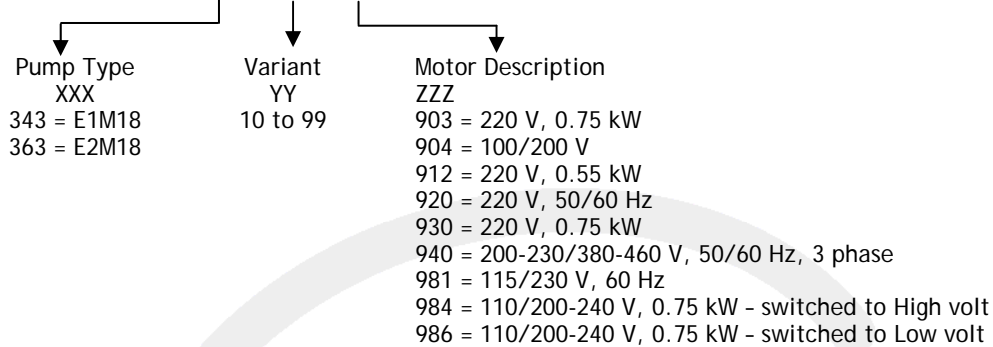 Pump Type Variant Motor Description
XXX YY ZZZ
343 = E1M18 10 to 99 903 = 220 V, 0.75 kW
363 = E2M18 904 = 100/200 V
912 = 220 V, 0.55 kW
920 = 220 V, 50/60 Hz
930 = 220 V, 0.75 kW
940 = 200-230/380-460 V, 50/60 Hz, 3 phase
981 = 115/230 V, 60 Hz
984 = 110/200-240 V, 0.75 kW – switched to High volt
986 = 110/200-240 V, 0.75 kW – switched to Low volt